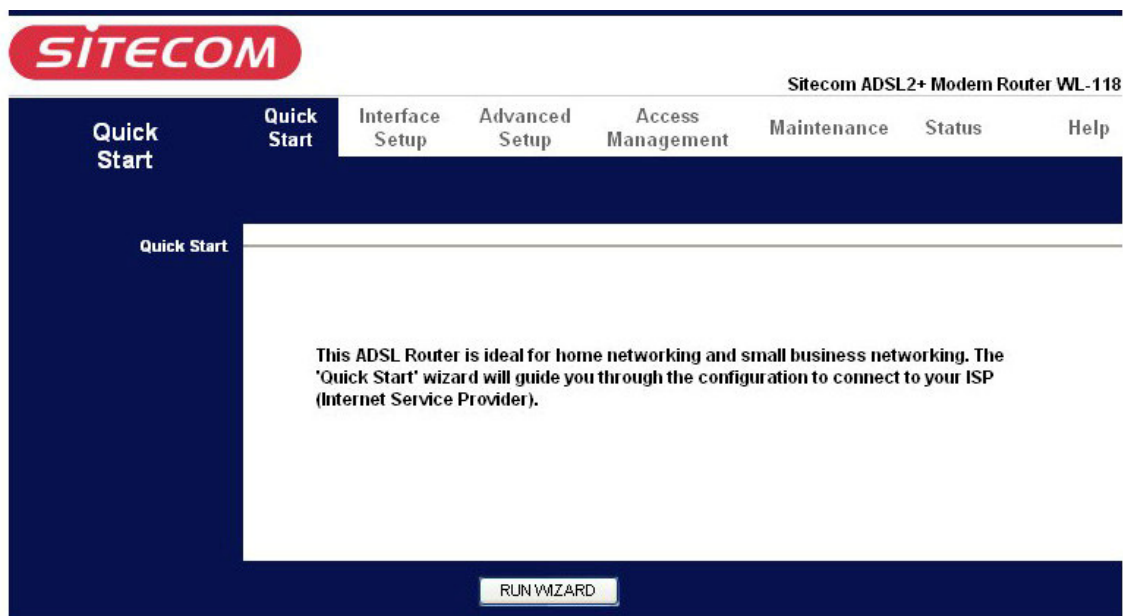 SITECOM
Sitecom ADSL2+ Modem Router WL-118
Quick
Start
Quick
Start
Interface
Setup
Advanced
Setup
Access
Management
Maintenance
Status
Help
Quick Start
This ADSL Router is ideal for home networking and small business networking. The
'Quick Start' wizard will guide you through the configuration to connect to your ISP
(Internet Service Provider).
RUN WIZARD